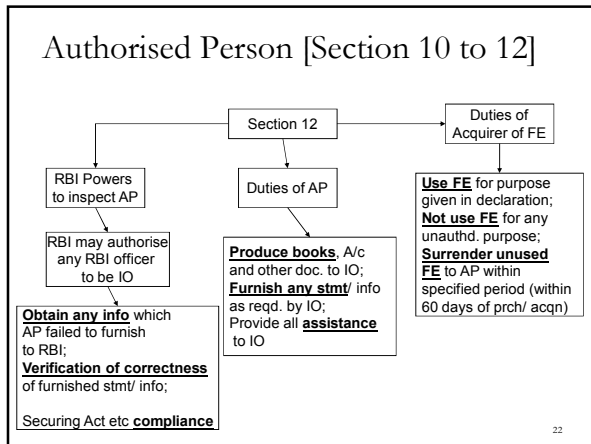 Authorised Person [Section 10 to 12]
Section 12
Duties of
Acquirer of FE
RBI Powers
to inspect AP
Duties of AP
Use FE for purpose
given in declaration;
Not use FE for any
unauthd. purpose;
Surrender unused
FE to AP within
specified period (within
60 days of prch/ acqn)
RBI may authorise
any RBI officer
to be IO
Produce books, A/c
and other doc. to IO;
Furnish any stmt/ info
as reqd. by IO;
Provide all assistance
to IO
Obtain any info which
AP failed to furnish
to RBI;
Verification of correctness
of furnished stmt/ info;
Securing Act etc compliance
22